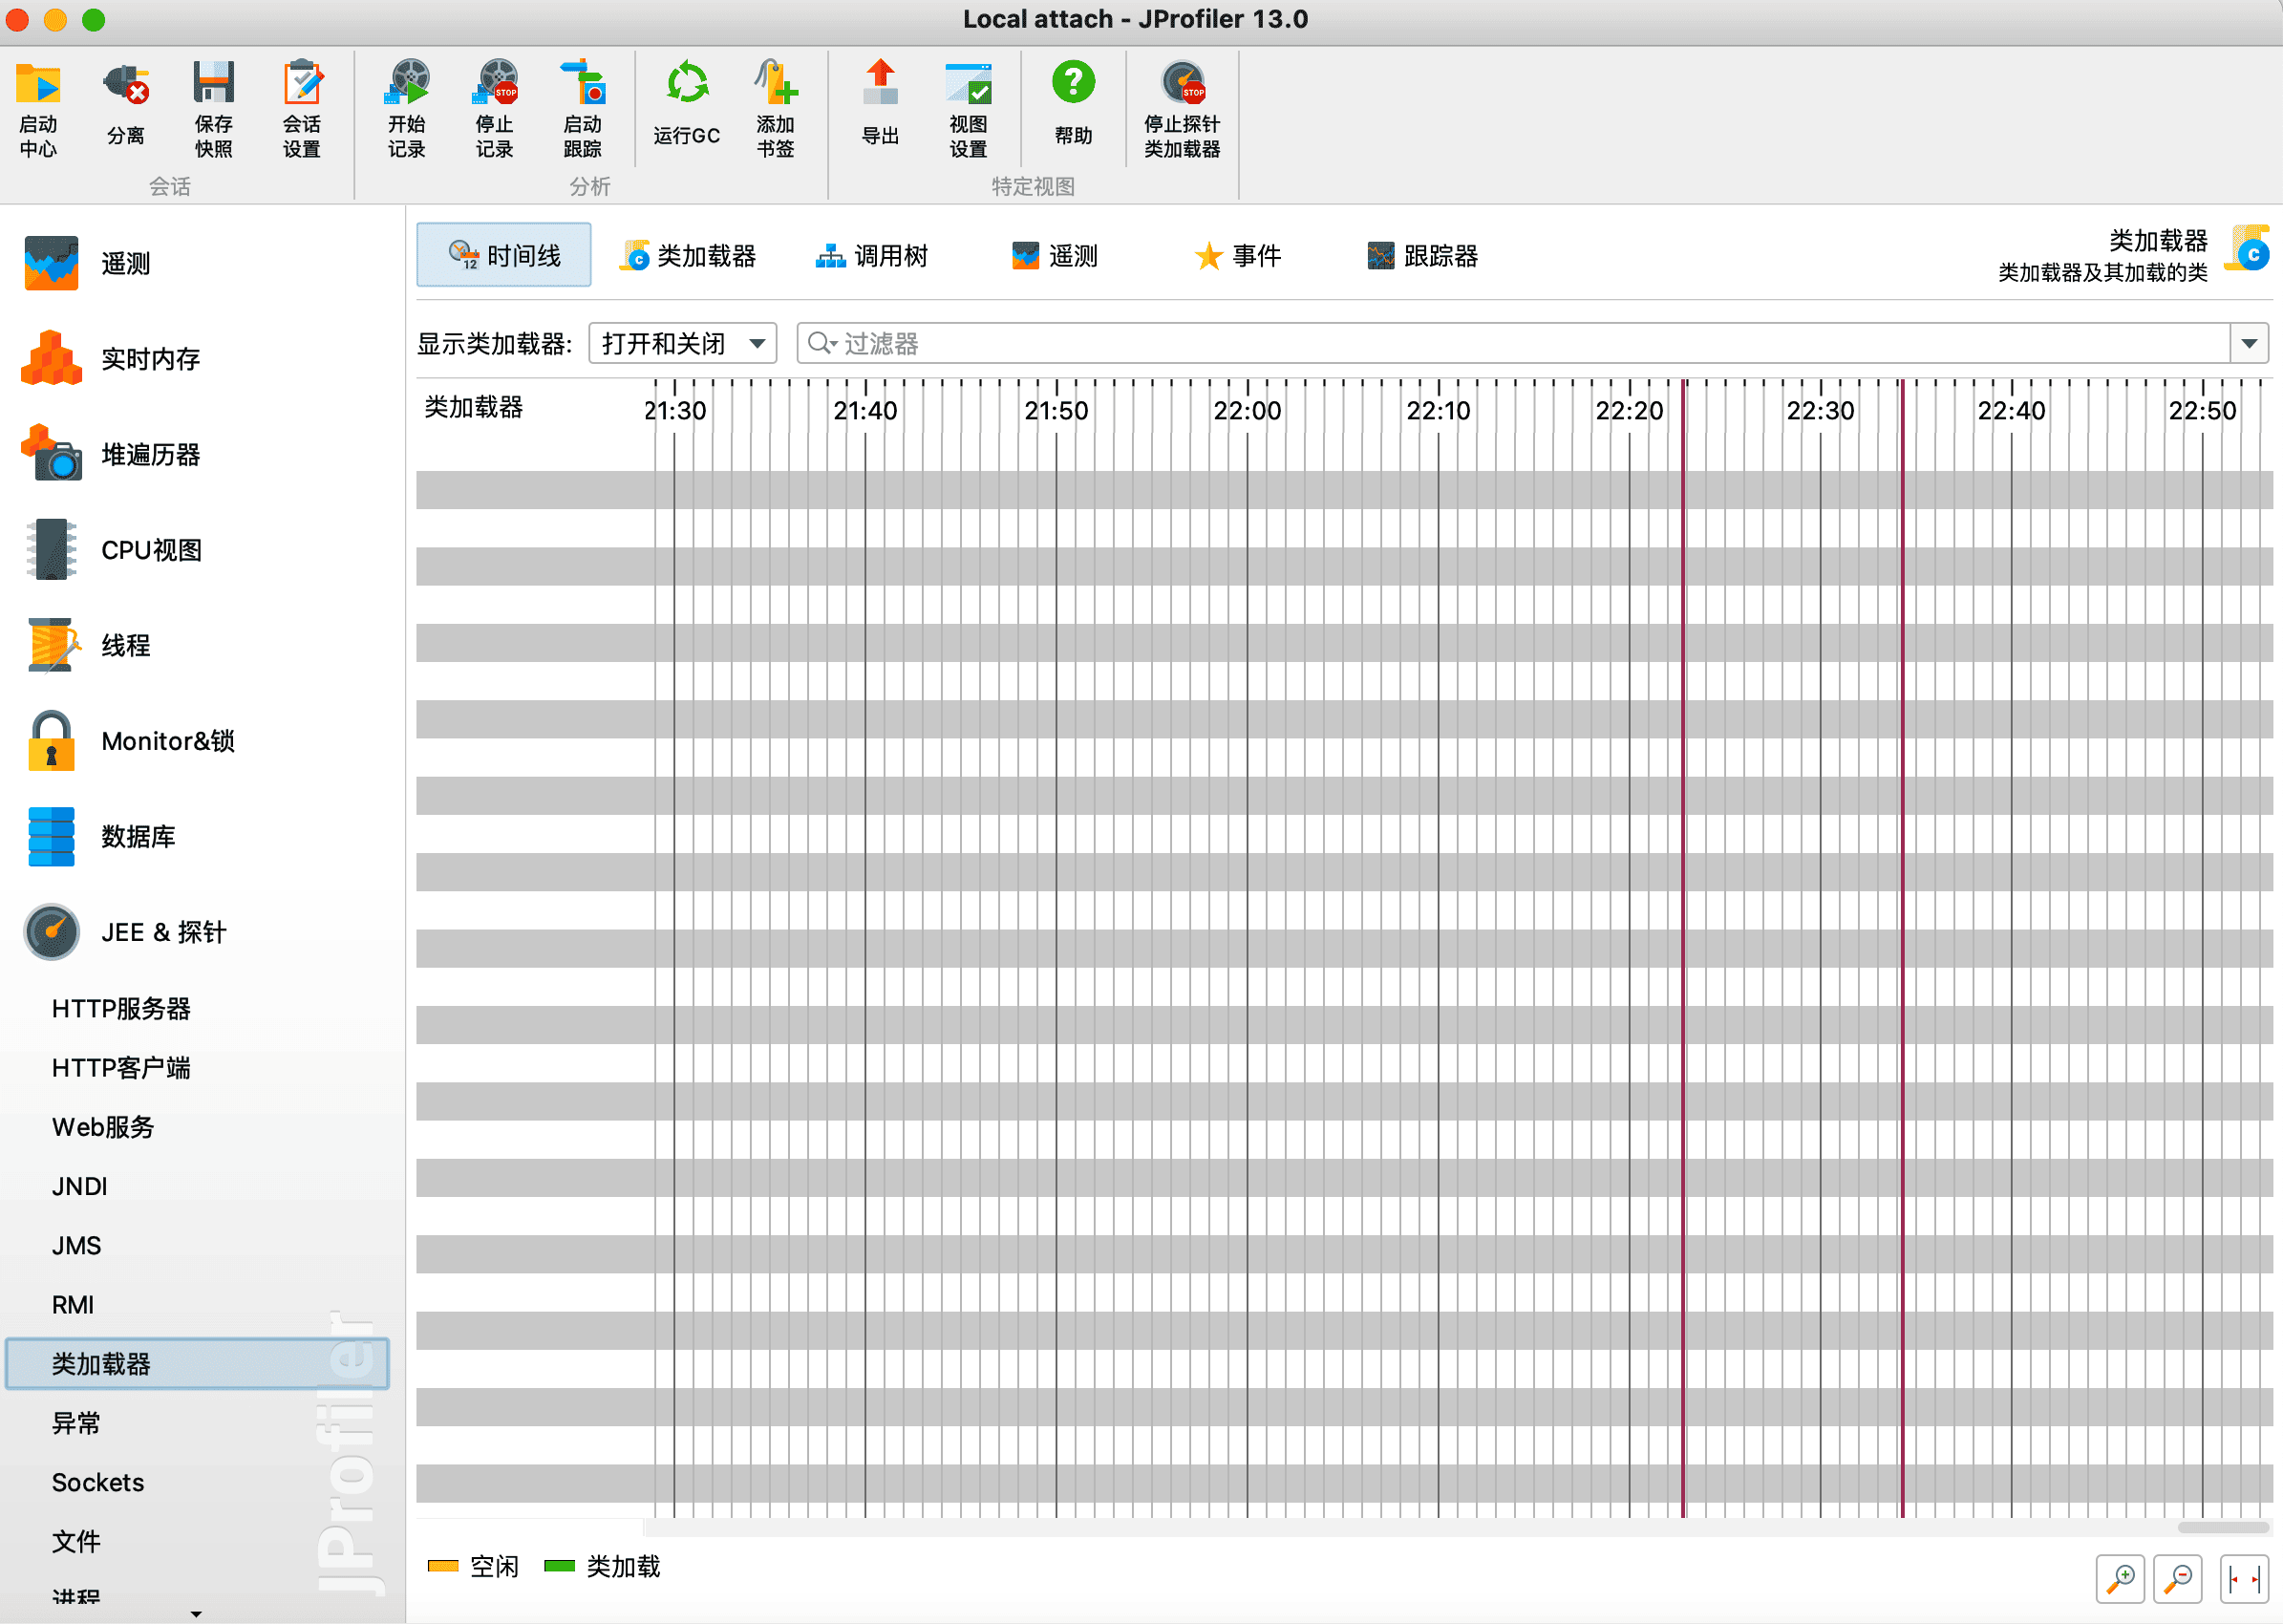 Local attach - JProfiler 13.0
启动
中心
分离
保存
快照
会话
设置
开始
记录
停止
记录
启动
跟踪
运行GC
添加
书签
导出
视图
设置
帮助
停止探针
类加载器
会话
分析
特定视图
STOP
STOP
遥测
实时内存
堆遍历器
CPU视图
线程
Monitor&锁
数据库
JEE & 探针
HTTP服务器
HTTP客户端
Web服务
JNDI
JMS
RMI
类加载器
异常
Sockets
文件
进程
JProfiler
12
时间线
类加载器
调用树
遥测
事件
跟踪器
类加载器
类加载器及其加载的类
显示类加载器:
打开和关闭
过滤器
类加载器
21:30
21:40
21:50
22:00
22:10
22:20
22:30
22:40
22:50
空闲
类加载